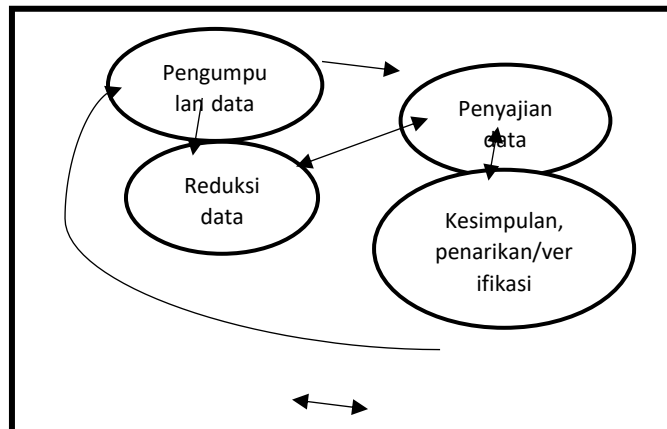 Pengumpu
lan data
Penyajian
data
Reduksi
data
Kesimpulan,
penarikan/ver
ifikasi